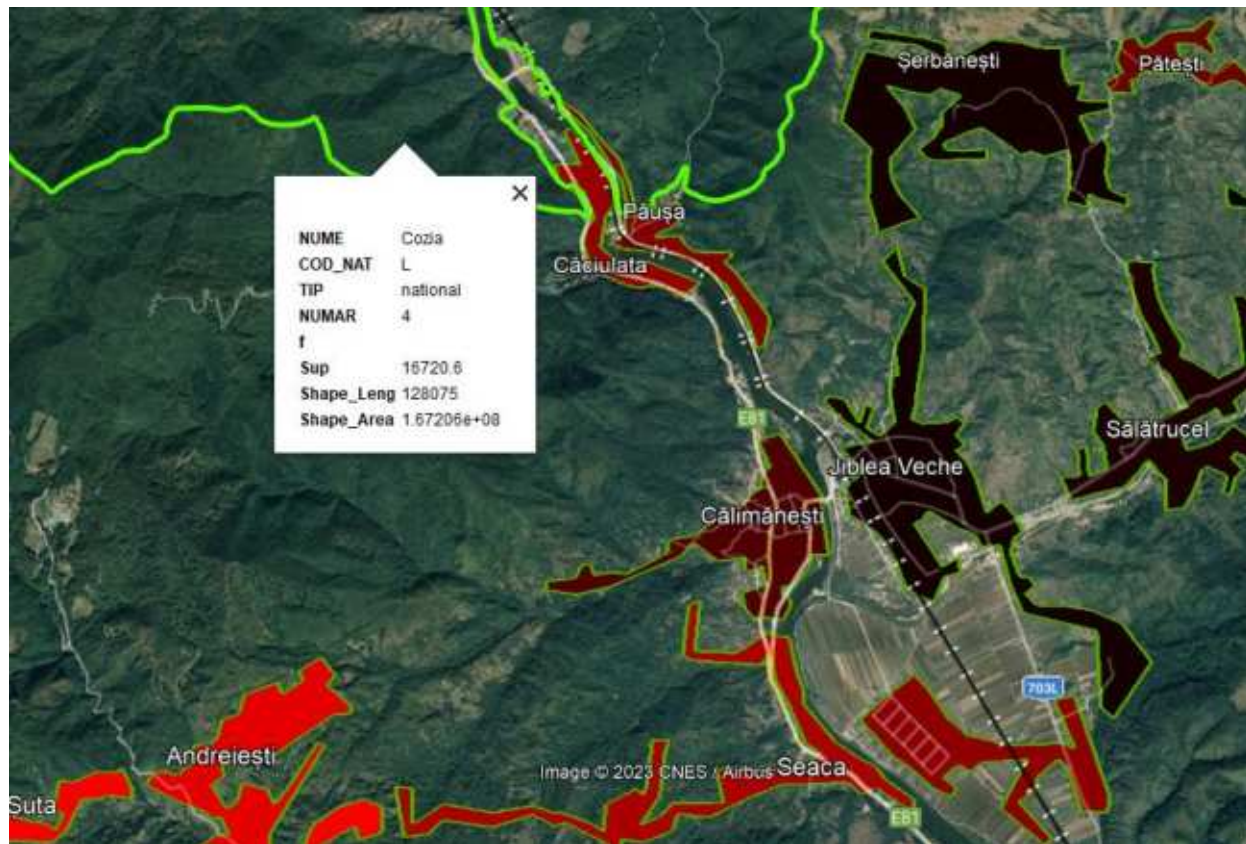 Șerbănești
Pătești
NUME Cozia
COD_NAT L
TIP national
NUMAR 4
f
Sup 16720.6
Shape_Leng 128075
Shape_Area 1.67206e+08
Păușa
Căciulata
E81
Sălătrucel
Jiblea Veche
Călimănești
703L
Andreiești
Image © 2023 CNES / Airbus
Seaca
Șuta
E81